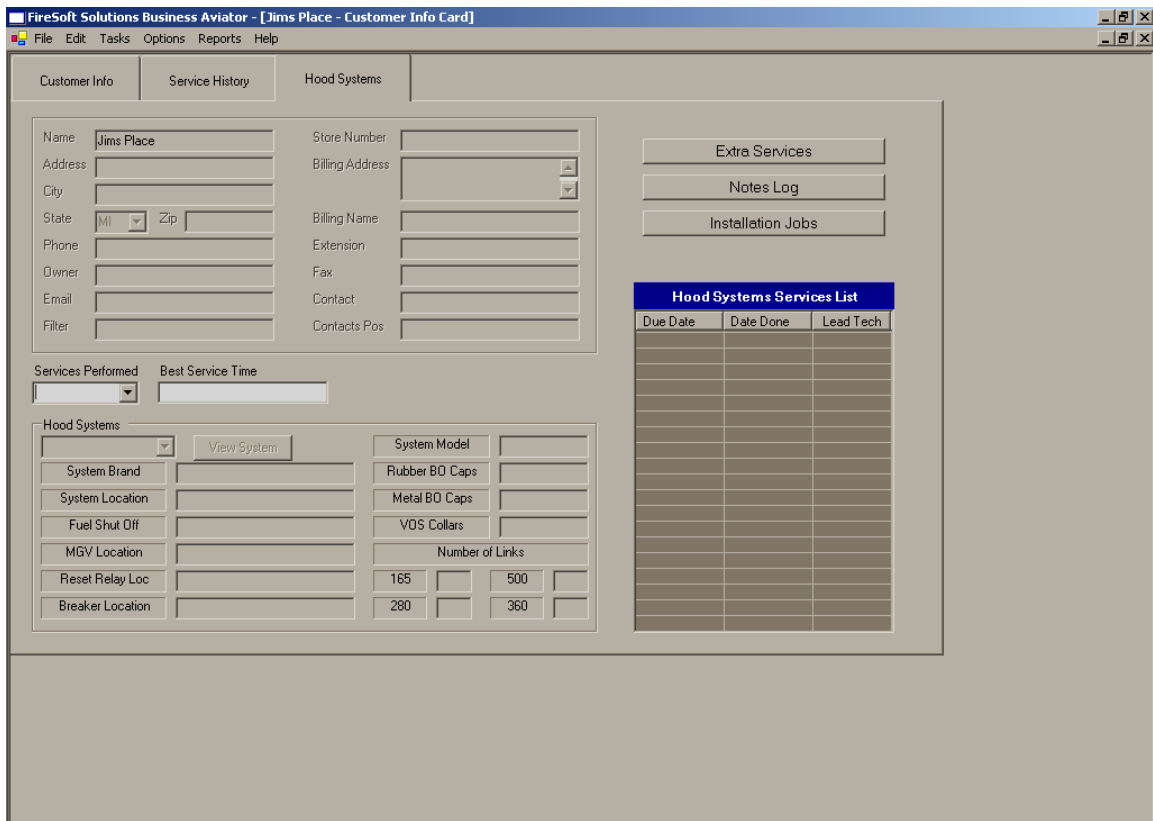 FireSoft Solutions Business Aviator - [Jims Place - Customer Info Card]
File Edit Tasks Options Reports Help
Customer Info Service History Hood Systems
Name Jims Place Store Number
Address Billing Address
City
State MI Zip Billing Name
Phone Extension
Owner Fax
Email Contact
Filter Contacts Pos
Extra Services
Notes Log
Installation Jobs
Hood Systems Services List
Due Date Date Done Lead Tech
Services Performed Best Service Time
Hood Systems
View System System Model
System Brand Rubber BO Caps
System Location Metal BO Caps
Fuel Shut Off VOS Collars
MGV Location Number of Links
Reset Relay Loc 165 500
Breaker Location 280 360